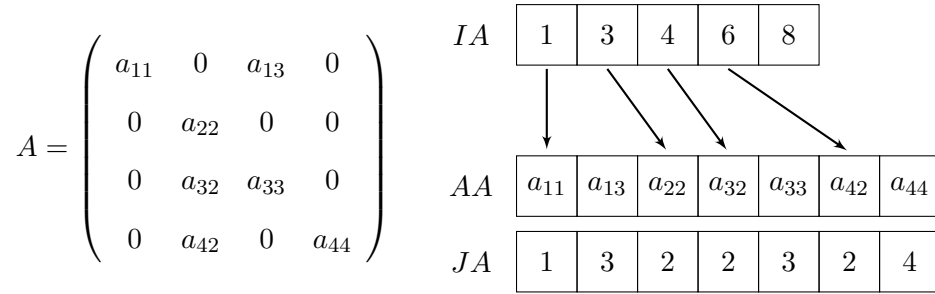 A =
a₁₁ 0 a₁₃ 0
0 a₂₂ 0 0
0 a₃₂ a₃₃ 0
0 a₄₂ 0 a₄₄
IA 1 3 4 6 8
AA a₁₁ a₁₃ a₂₂ a₃₂ a₃₃ a₄₂ a₄₄
JA 1 3 2 2 3 2 4